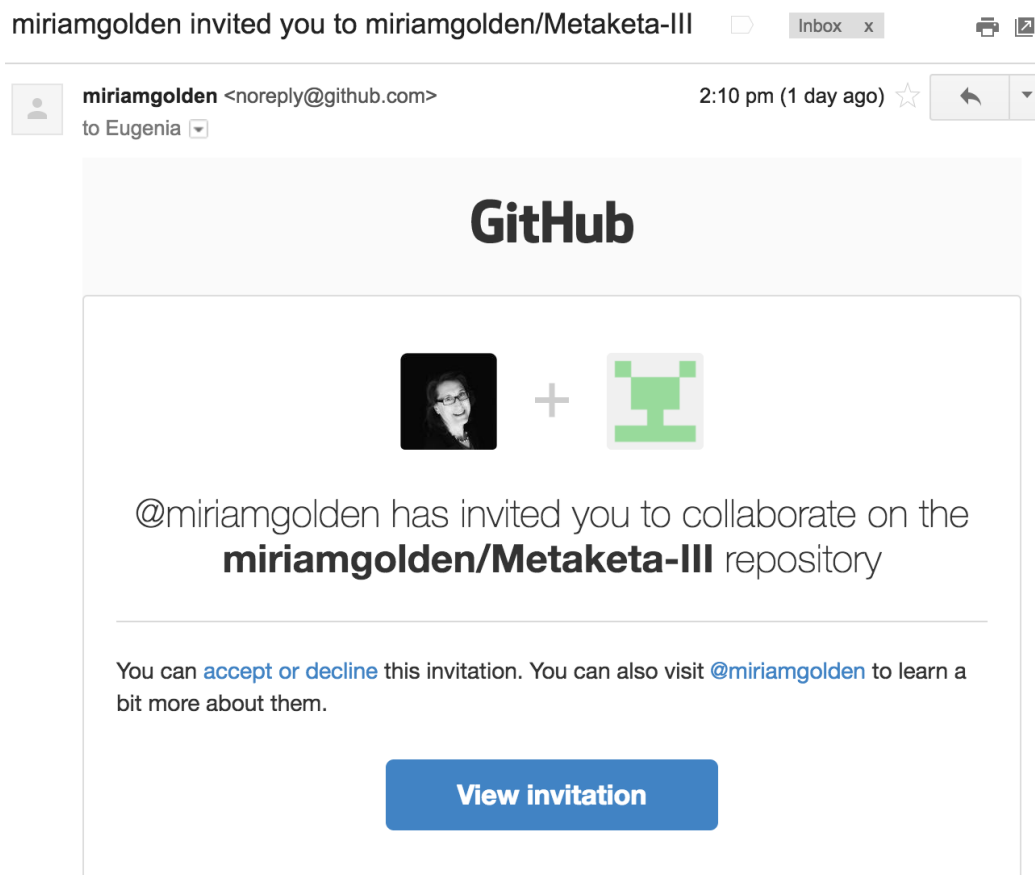 miriamgolden invited you to miriamgolden/Metaketa-III
Inbox x
miriamgolden <noreply@github.com>
2:10 pm (1 day ago)
to Eugenia
GitHub
@miriamgolden has invited you to collaborate on the
miriamgolden/Metaketa-III repository
You can accept or decline this invitation. You can also visit @miriamgolden to learn a
bit more about them.
View invitation